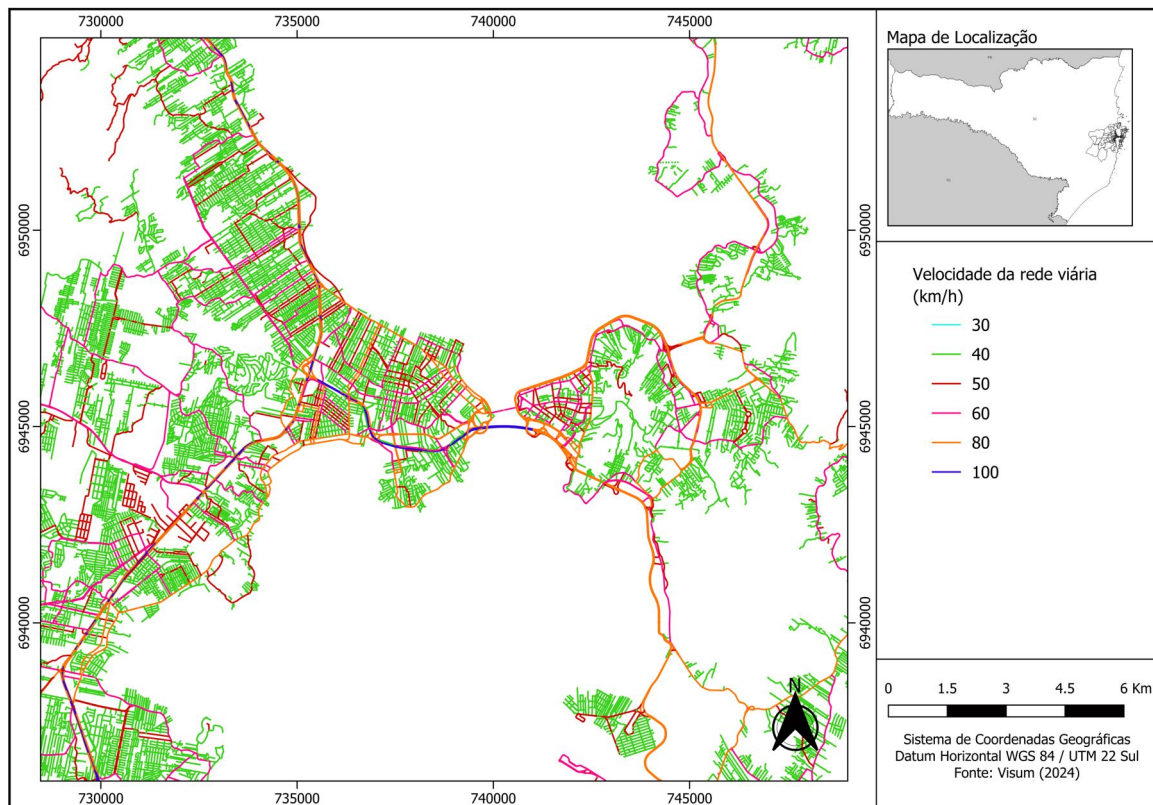 730000
735000
740000
745000
6950000
6945000
6940000
6950000
6945000
6940000
730000
735000
740000
745000
N
Mapa de Localização
Velocidade da rede viária
(km/h)
30
40
50
60
80
100
0 1.5 3 4.5 6 Km
Sistema de Coordenadas Geográficas
Datum Horizontal WGS 84 / UTM 22 Sul
Fonte: Visum (2024)